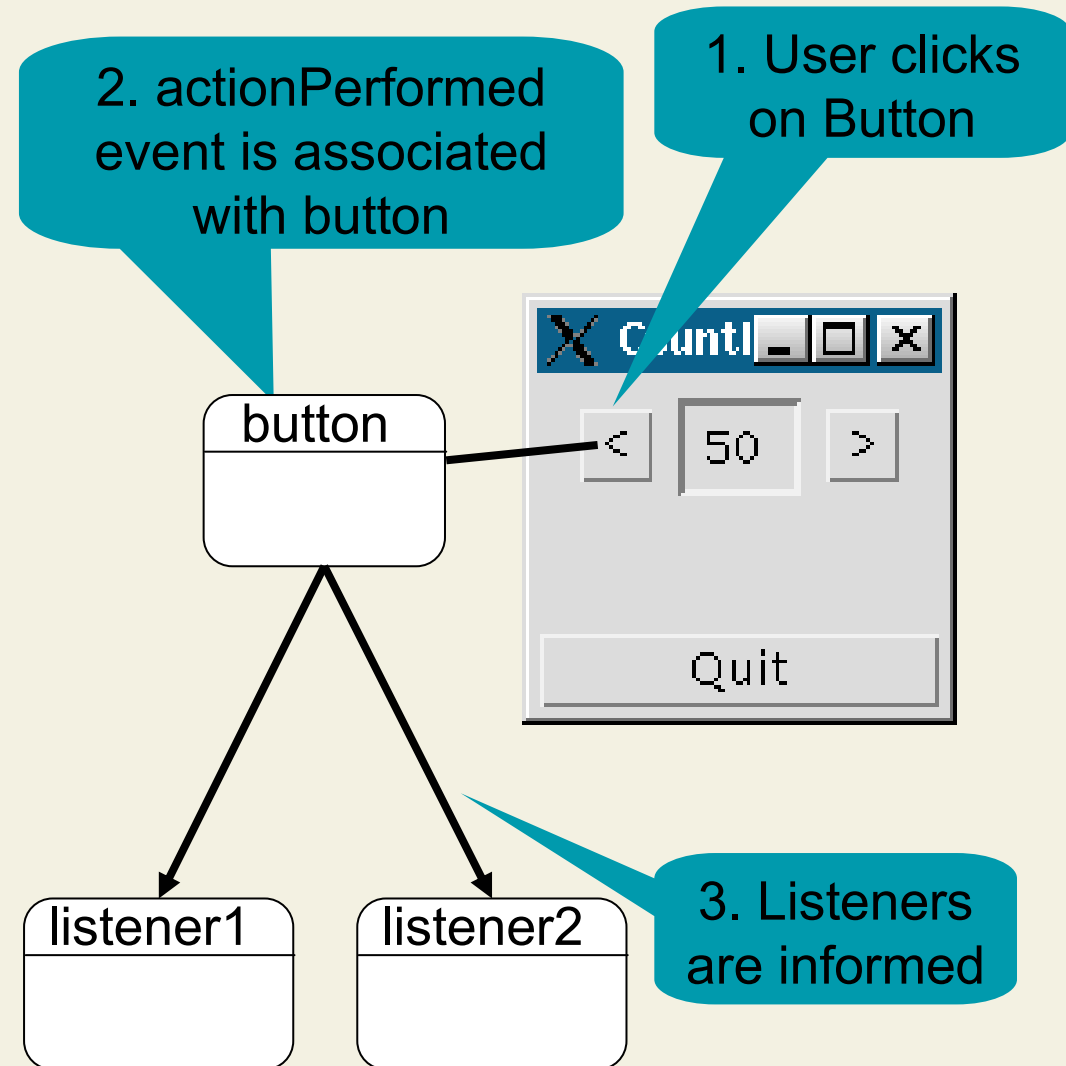 1. User clicks
on Button
2. actionPerformed
event is associated
with button
button
< 50 >
Quit
listener1
listener2
3. Listeners
are informed